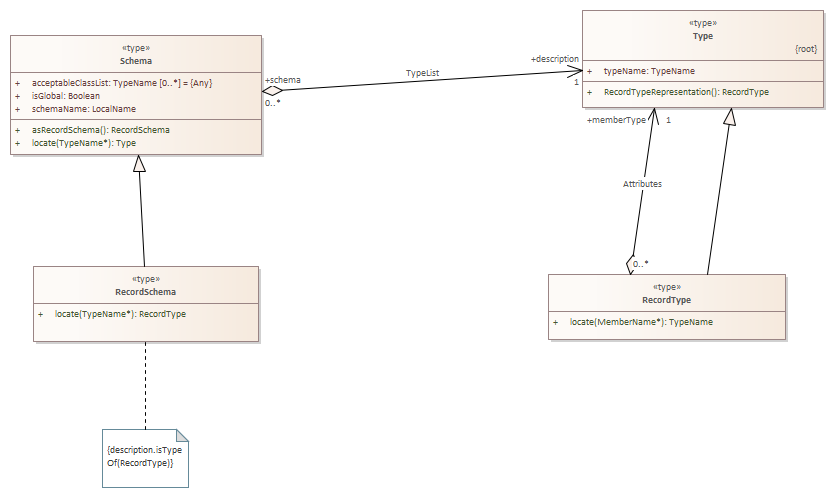 «type»
Schema
+ acceptableClassList: TypeName [0..*] = {Any}
+ isGlobal: Boolean
+ schemaName: LocalName
+ asRecordSchema(): RecordSchema
+ locate(TypeName*): Type
+schema
0..*
TypeList
+description
1
«type»
Type
{root}
+ typeName: TypeName
+ RecordTypeRepresentation(): RecordType
+memberType
1
Attributes
0..*
«type»
RecordSchema
+ locate(TypeName*): RecordType
«type»
RecordType
+ locate(MemberName*): TypeName
{description.isType
Of(RecordType)}